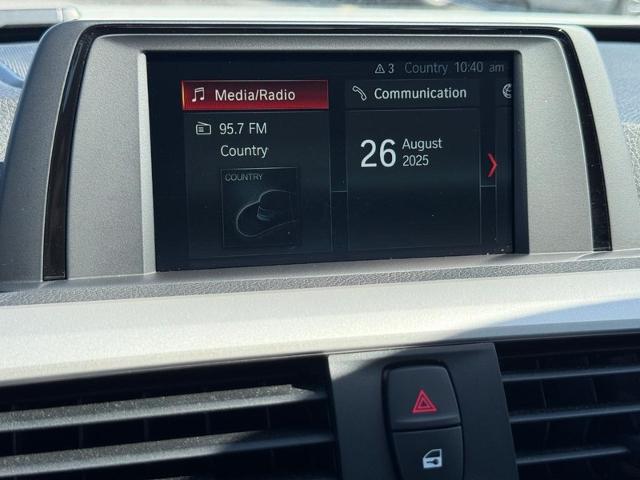 3 Country 10:40 am
Media/Radio
Communication
95.7 FM
Country
COUNTRY
26 August
2025